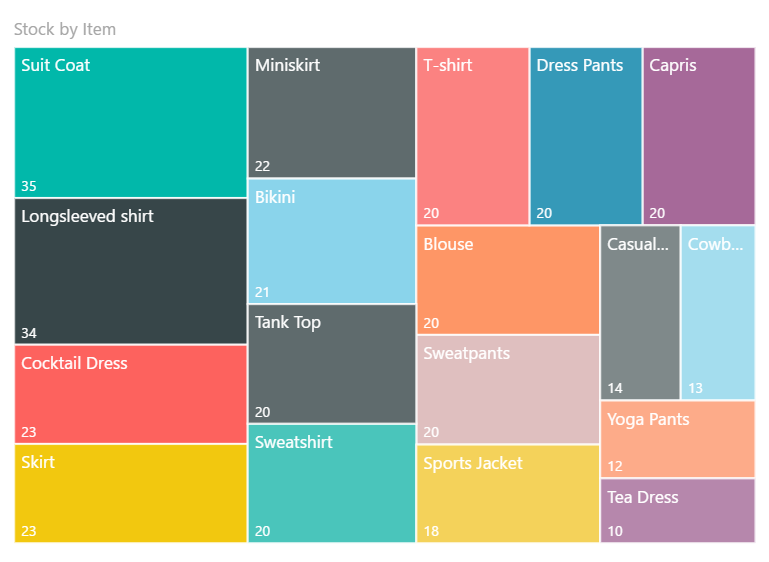 Stock by Item
Suit Coat
35
Longsleeved shirt
34
Cocktail Dress
23
Skirt
23
Miniskirt
22
Bikini
21
Tank Top
20
Sweatshirt
20
T-shirt
20
Dress Pants
20
Capris
20
Blouse
20
Sweatpants
20
Sports Jacket
18
Casual...
14
Cowb...
13
Yoga Pants
12
Tea Dress
10